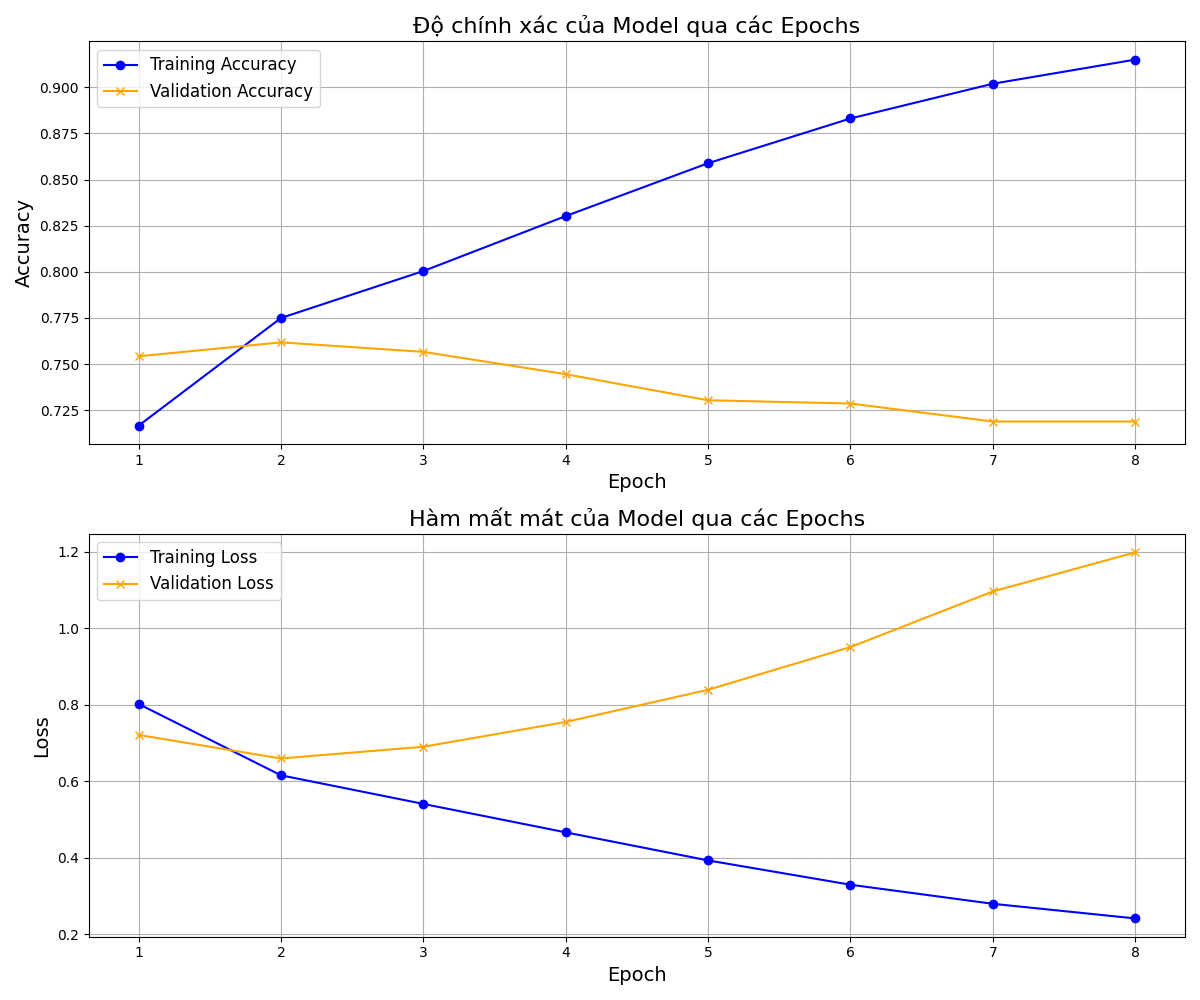 Độ chính xác của Model qua các Epochs
Training Accuracy
Validation Accuracy
Accuracy
0.900
0.875
0.850
0.825
0.800
0.775
0.750
0.725
1 2 3 4 5 6 7 8
Epoch
Hàm mất mát của Model qua các Epochs
Training Loss
Validation Loss
Loss
1.2
1.0
0.8
0.6
0.4
0.2
1 2 3 4 5 6 7 8
Epoch